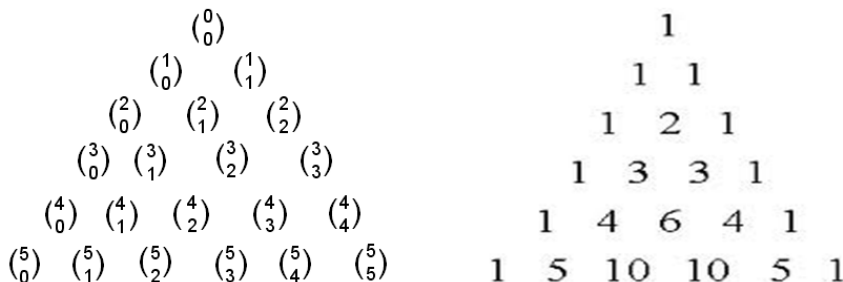 (0 0) 1
(1 0) (1 1) 1 1
(2 0) (2 1) (2 2) 1 2 1
(3 0) (3 1) (3 2) (3 3) 1 3 3 1
(4 0) (4 1) (4 2) (4 3) (4 4) 1 4 6 4 1
(5 0) (5 1) (5 2) (5 3) (5 4) (5 5) 1 5 10 10 5 1